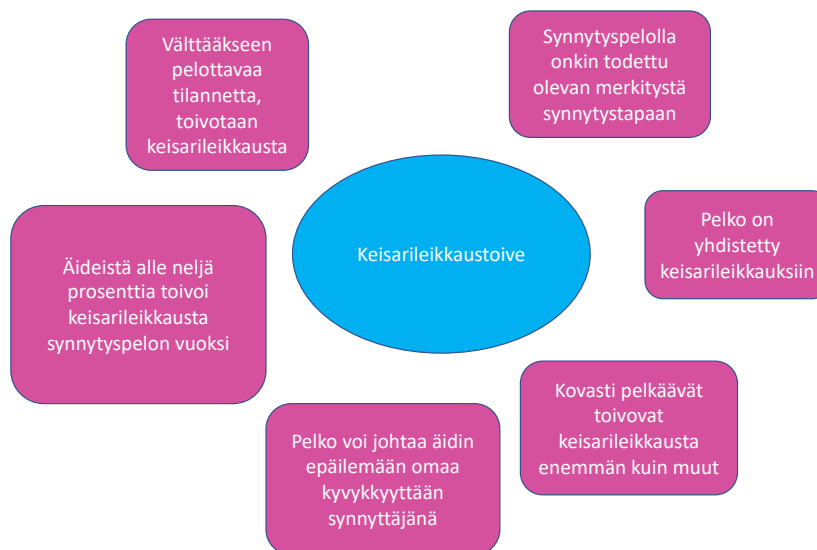 Välttääkseen
pelottavaa
tilannetta,
toivotaan
keisarileikkausta
Synnytyspelolla
onkin todettu
olevan merkitystä
synnytystapaan
Keisarileikkaustoive
Pelko on
yhdistetty
keisarileikkauksiin
Äideistä alle neljä
prosenttia toivoi
keisarileikkausta
synnytyspelon vuoksi
Kovasti pelkäävät
toivovat
keisarileikkausta
enemmän kuin muut
Pelko voi johtaa äidin
epäilemään omaa
kyvykkyyttään
synnyttäjänä